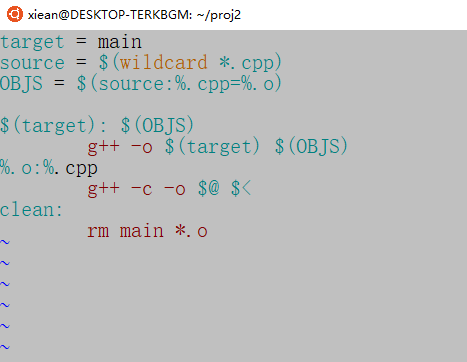 xiean@DESKTOP-TERKBGM: ~/proj2
target = main
source = $(wildcard *.cpp)
OBJS = $(source:%.cpp=%.o)
$(target): $(OBJS)
        g++ -o $(target) $(OBJS)
%.o:%.cpp
        g++ -c -o $@ $<
clean:
        rm main *.o
~
~
~
~
~
~